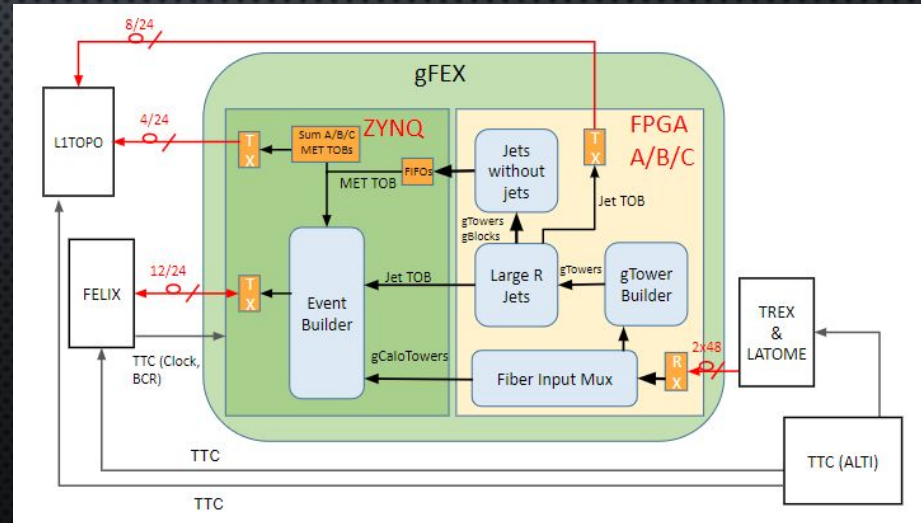 8/24
gFEX
L1TOPO
4/24
T
X
Sum A/B/C
MET TOBs
ZYNQ
FIFOs
MET TOB
Jets
without
jets
T
X
FPGA
A/B/C
Jet TOB
gTowers
gBlocks
FELIX
12/24
T
X
Event
Builder
Jet TOB
Large R
Jets
gTowers
gTower
Builder
TREX
&
LATOME
TTC (Clock,
BCR)
gCaloTowers
Fiber Input Mux
R
X
2x48
TTC
TTC (ALTI)
TTC